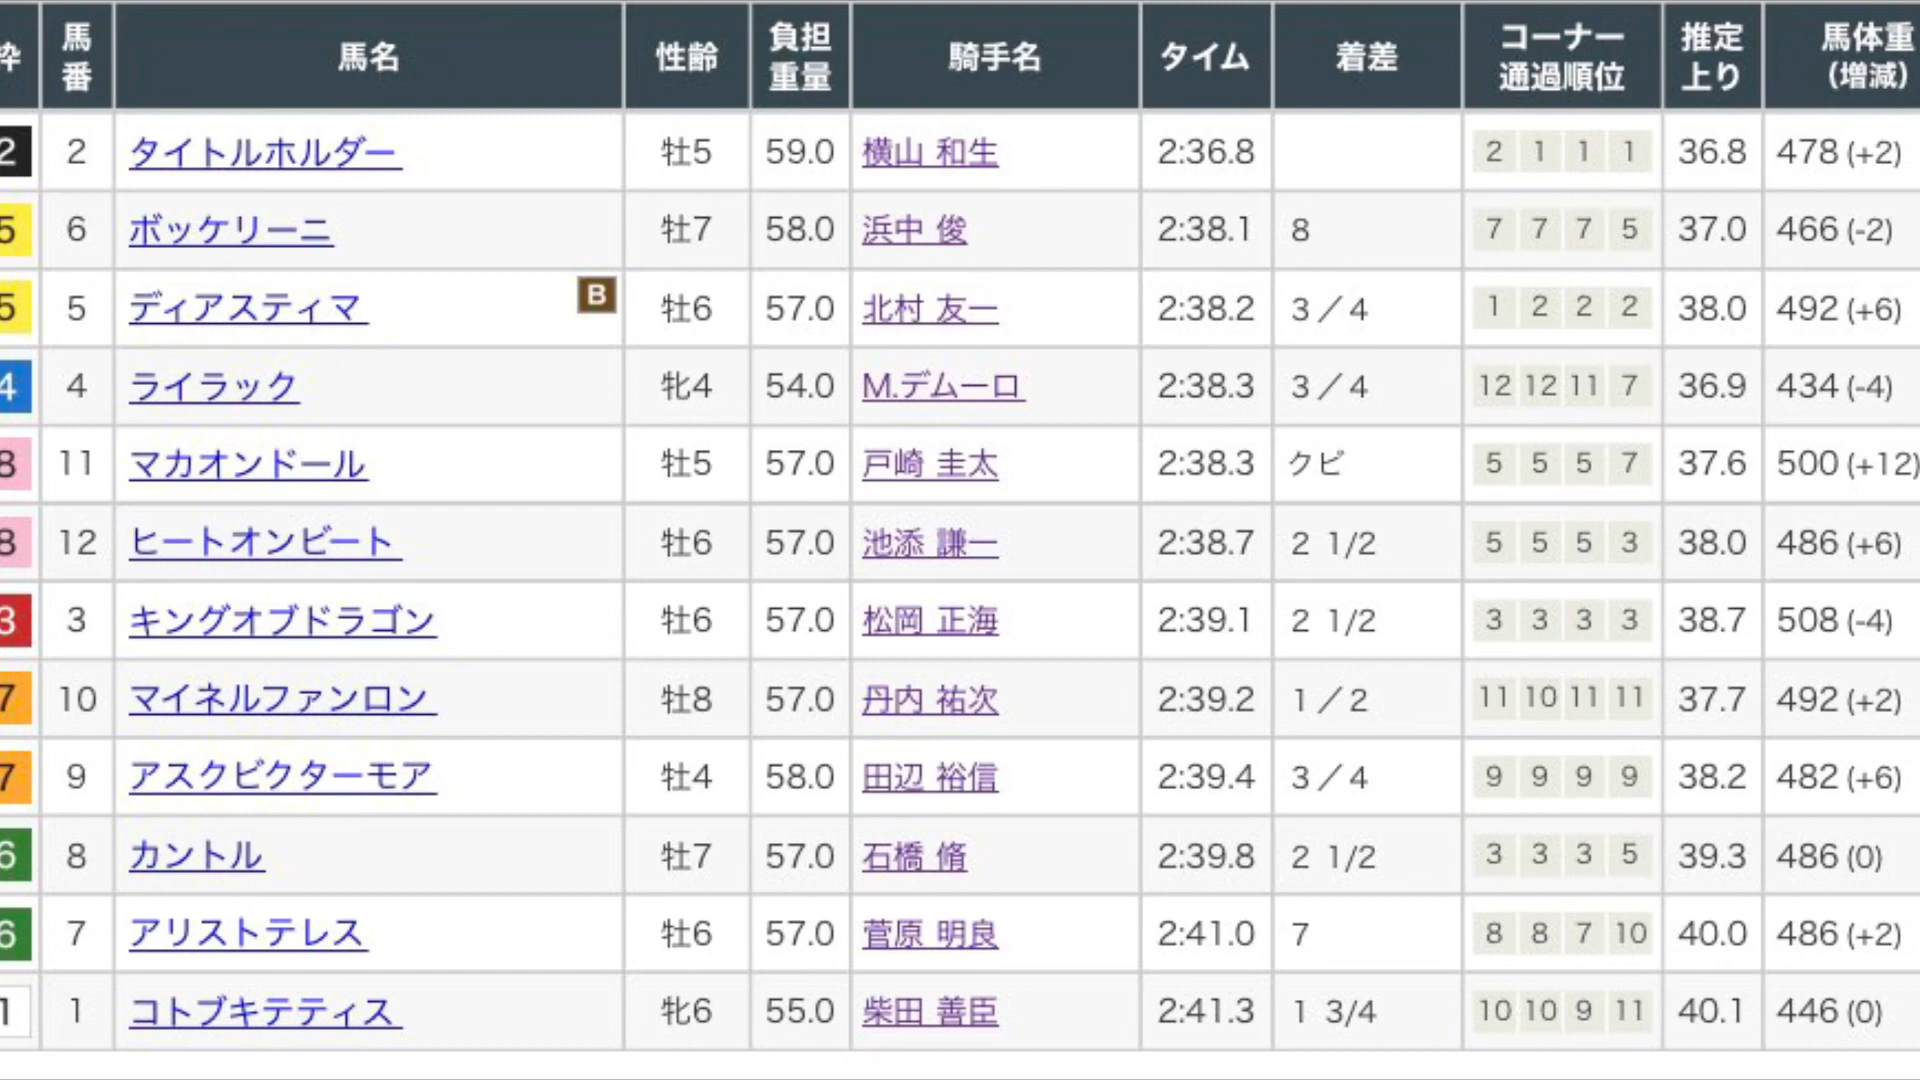 枠 馬番 馬名 性齢 負担重量 騎手名 タイム 着差 コーナー通過順位 推定上り 馬体重(増減)
2 2 タイトルホルダー 牡5 59.0 横山 和生 2:36.8 2 1 1 1 36.8 478 (+2)
5 6 ボッケリーニ 牡7 58.0 浜中 俊 2:38.1 8 7 7 7 5 37.0 466 (-2)
5 5 ディアスティマ B 牡6 57.0 北村 友一 2:38.2 3／4 1 2 2 2 38.0 492 (+6)
4 4 ライラック 牝4 54.0 M.デムーロ 2:38.3 3／4 12 12 11 7 36.9 434 (-4)
8 11 マカオンドール 牡5 57.0 戸崎 圭太 2:38.3 クビ 5 5 5 7 37.6 500 (+12)
8 12 ヒートオンビート 牡6 57.0 池添 謙一 2:38.7 2 1/2 5 5 5 3 38.0 486 (+6)
3 3 キングオブドラゴン 牡6 57.0 松岡 正海 2:39.1 2 1/2 3 3 3 3 38.7 508 (-4)
7 10 マイネルファンロン 牡8 57.0 丹内 祐次 2:39.2 1／2 11 10 11 11 37.7 492 (+2)
7 9 アスクビクターモア 牡4 58.0 田辺 裕信 2:39.4 3／4 9 9 9 9 38.2 482 (+6)
6 8 カントル 牡7 57.0 石橋 脩 2:39.8 2 1/2 3 3 3 5 39.3 486 (0)
6 7 アリストテレス 牡6 57.0 菅原 明良 2:41.0 7 8 8 7 10 40.0 486 (+2)
1 1 コトブキテティス 牝6 55.0 柴田 善臣 2:41.3 1 3/4 10 10 9 11 40.1 446 (0)